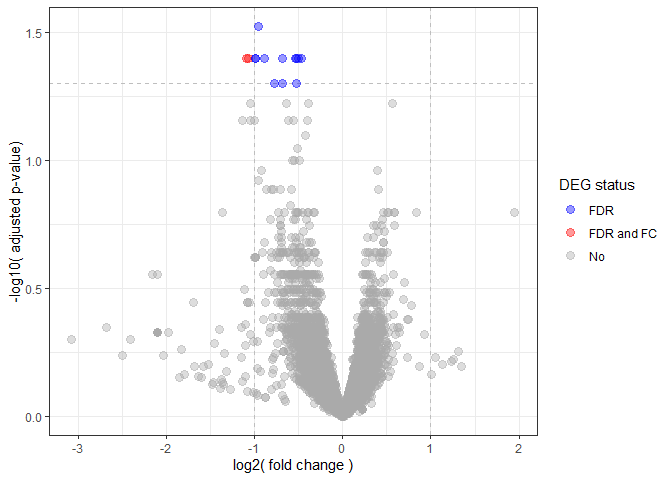 1.5
1.0
0.5
0.0
-log10( adjusted p-value)
-3 -2 -1 0 1 2
log2( fold change )
DEG status
FDR
FDR and FC
No